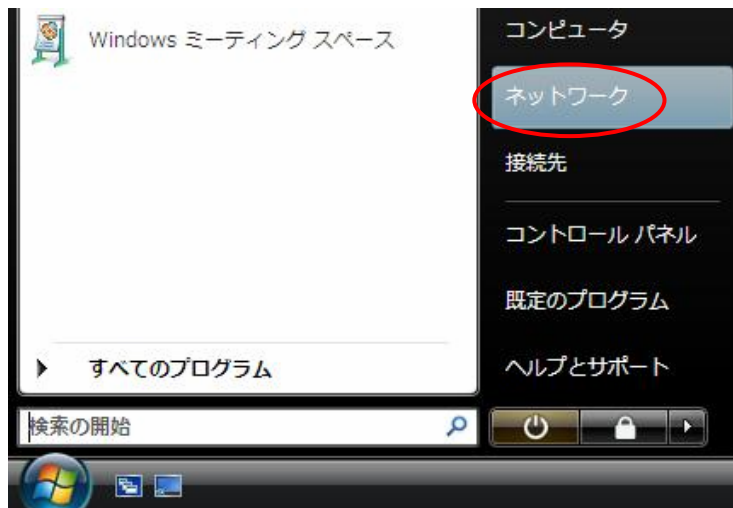 Windows ミーティング スペース
すべてのプログラム
検索の開始
コンピュータ
ネットワーク
接続先
コントロール パネル
既定のプログラム
ヘルプとサポート